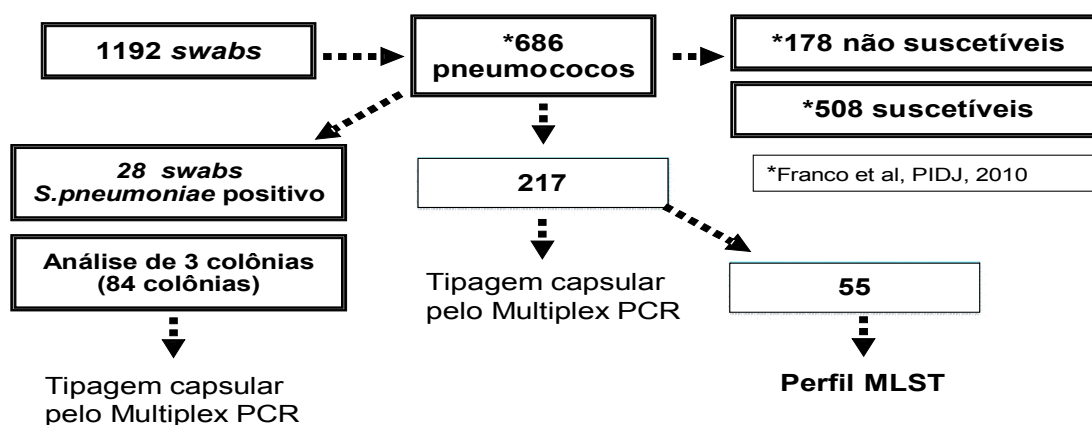 1192 swabs
*686
pneumococos
*178 não suscetíveis
*508 suscetíveis
*Franco et al, PIDJ, 2010
28 swabs
S.pneumoniae positivo
217
Análise de 3 colônias
(84 colônias)
Tipagem capsular
pelo Multiplex PCR
55
Perfil MLST
Tipagem capsular
pelo Multiplex PCR